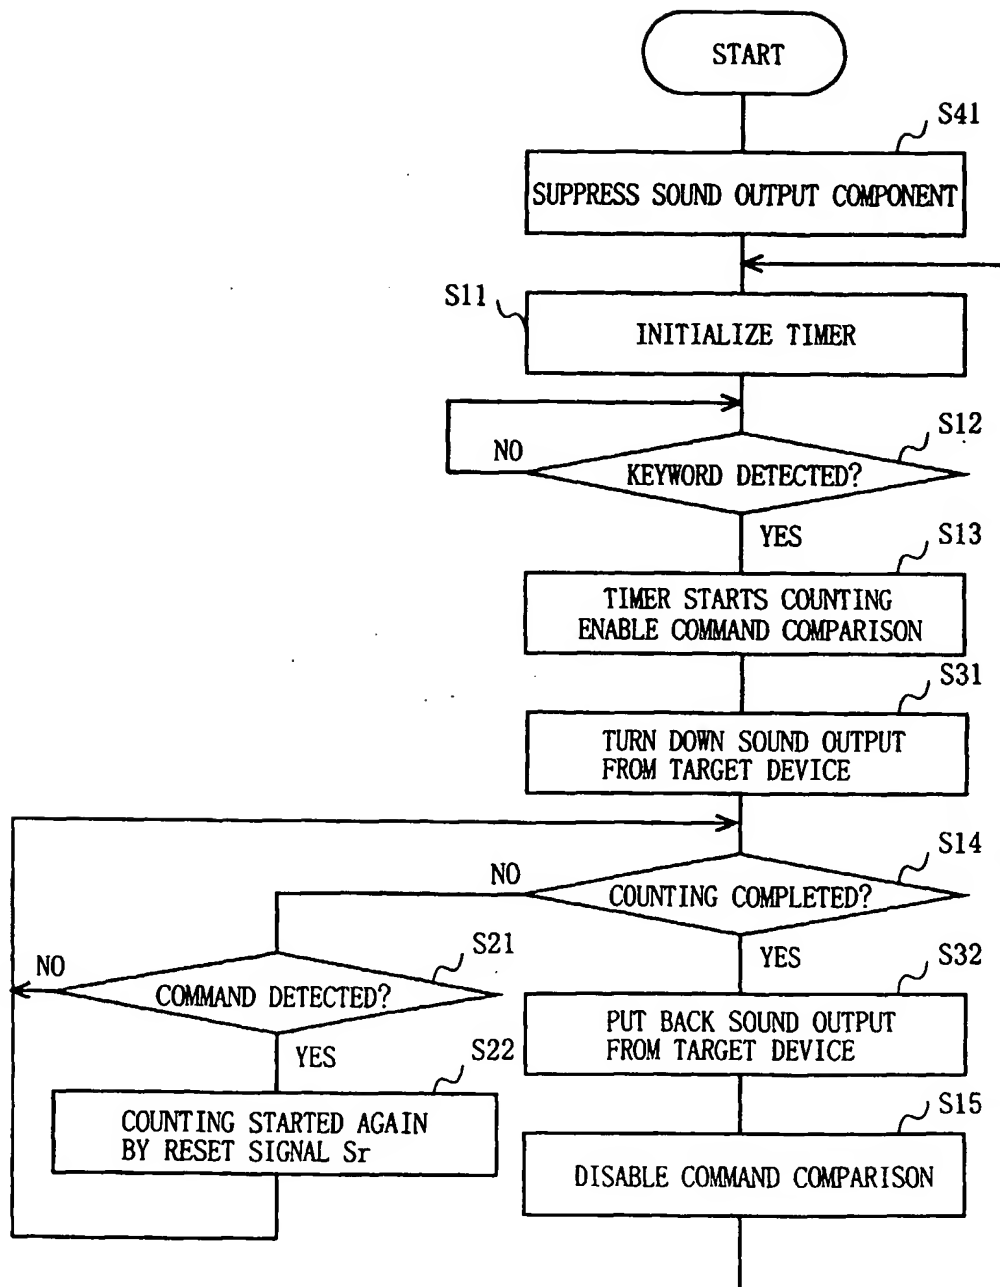 START
S41
SUPPRESS SOUND OUTPUT COMPONENT
S11
INITIALIZE TIMER
S12
NO
KEYWORD DETECTED?
YES
S13
TIMER STARTS COUNTING
ENABLE COMMAND COMPARISON
S31
TURN DOWN SOUND OUTPUT
FROM TARGET DEVICE
S14
NO
COUNTING COMPLETED?
YES
S21
NO
COMMAND DETECTED?
YES
S32
PUT BACK SOUND OUTPUT
FROM TARGET DEVICE
S22
COUNTING STARTED AGAIN
BY RESET SIGNAL Sr
S15
DISABLE COMMAND COMPARISON